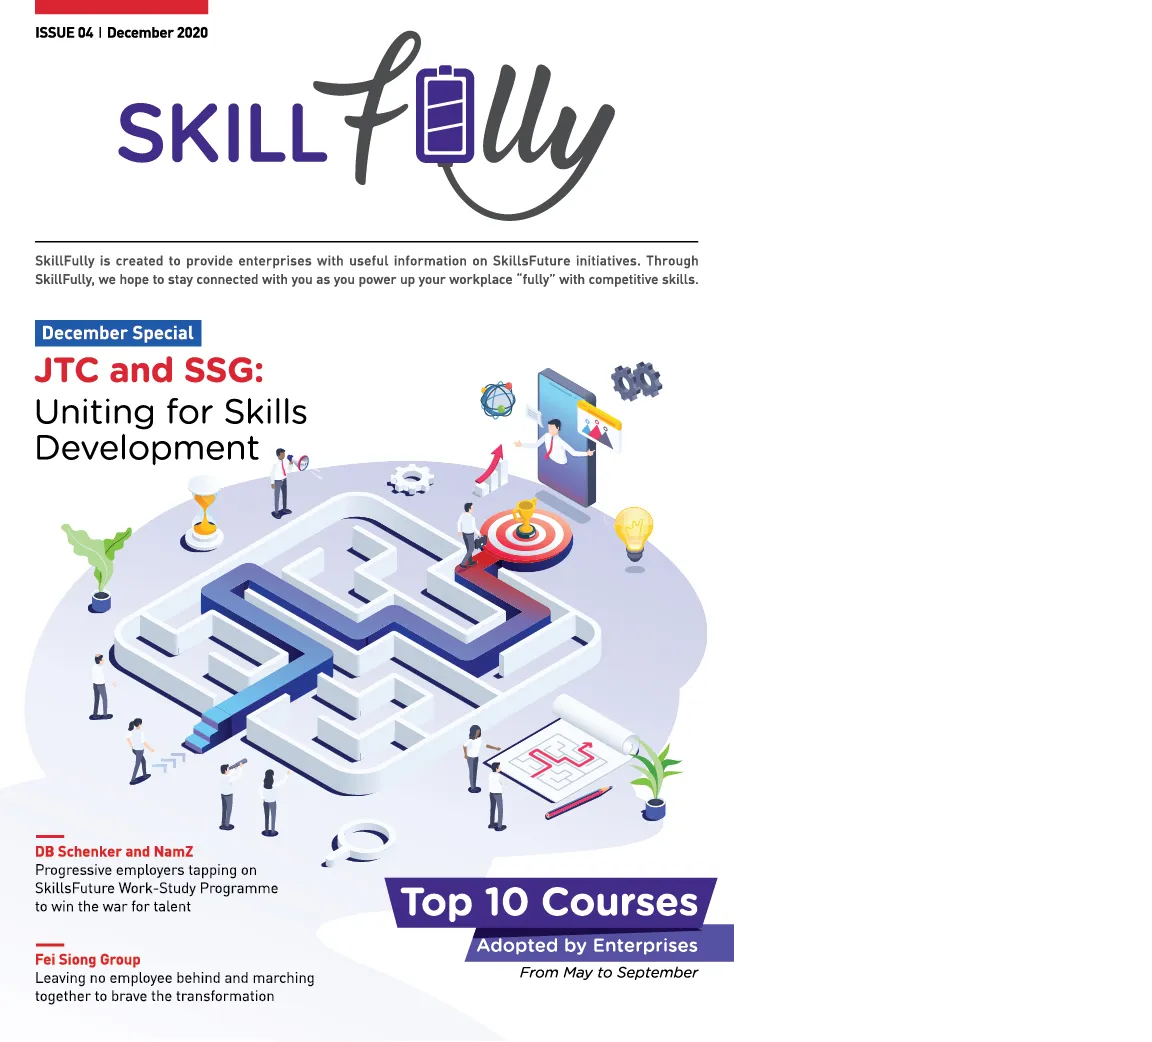 ISSUE 04 | December 2020
SKILLFully
SkillFully is created to provide enterprises with useful information on SkillsFuture initiatives. Through
SkillFully, we hope to stay connected with you as you power up your workplace “fully” with competitive skills.
December Special
JTC and SSG:
Uniting for Skills
Development
DB Schenker and NamZ
Progressive employers tapping on
SkillsFuture Work-Study Programme
to win the war for talent
Fei Siong Group
Leaving no employee behind and marching
together to brave the transformation
Top 10 Courses
Adopted by Enterprises
From May to September